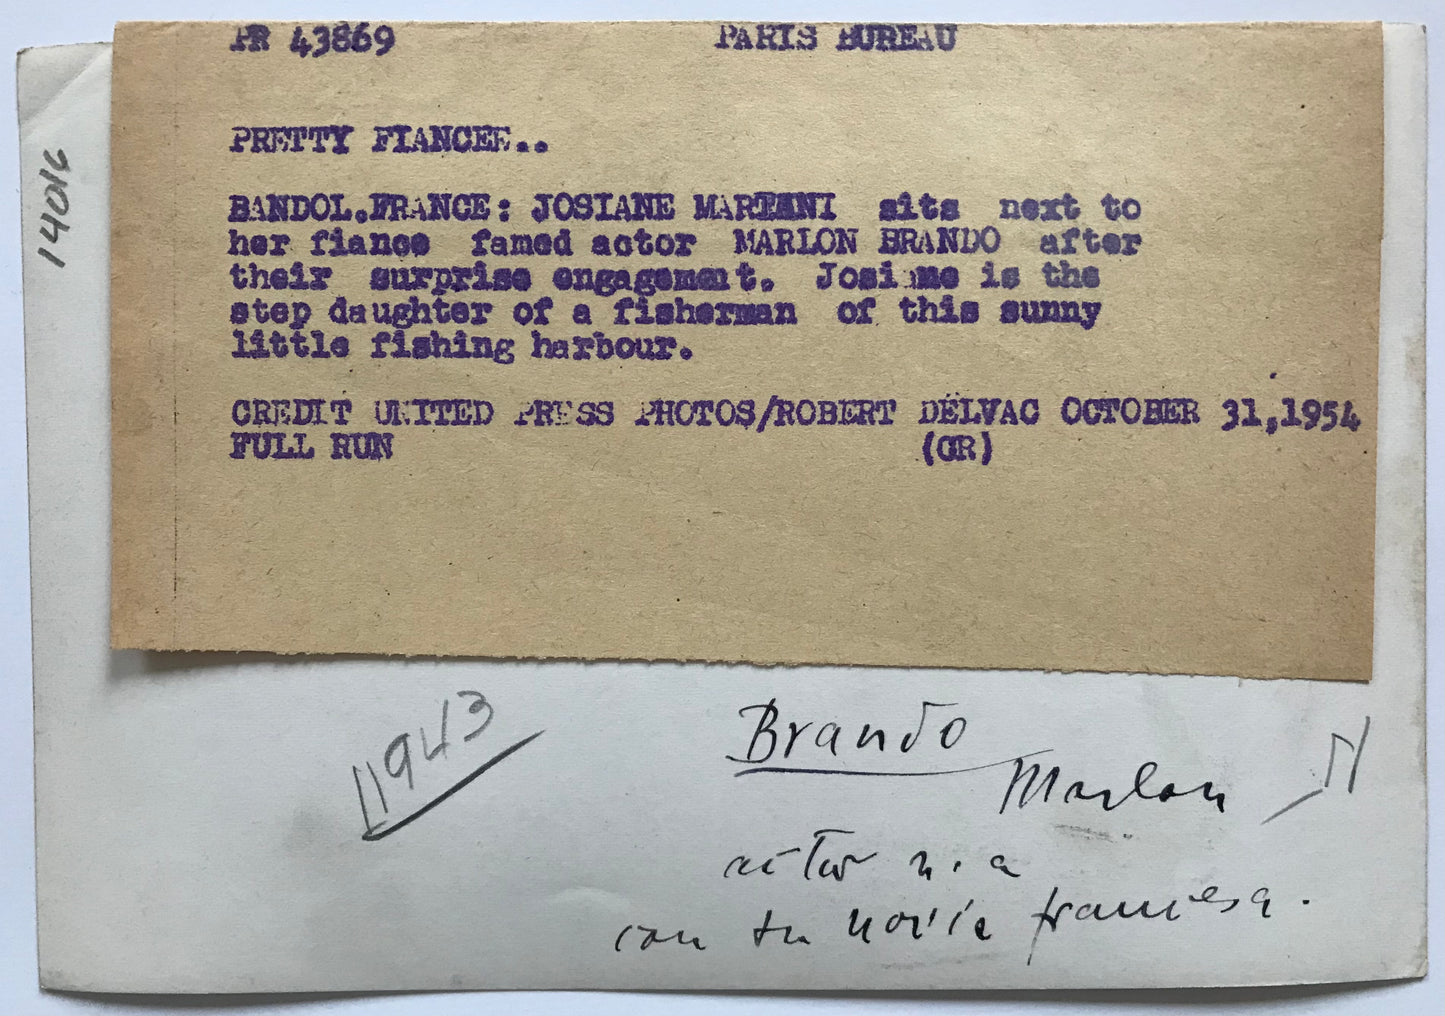 PR 43869 PARIS BUREAU
PRETTY FIANCEE..
BANDOL.FRANCE: JOSIANE MARIANI sits next to
her fiance famed actor MARLON BRANDO after
their surprise engagement. Josiane is the
step daughter of a fisherman of this sunny
little fishing harbour.
CREDIT UNITED PRESS PHOTOS/ROBERT DELVAC OCTOBER 31,1954
FULL RUN (GR)
14016
11943
Brando
Marlon
actor n.a
con su novia francesa.